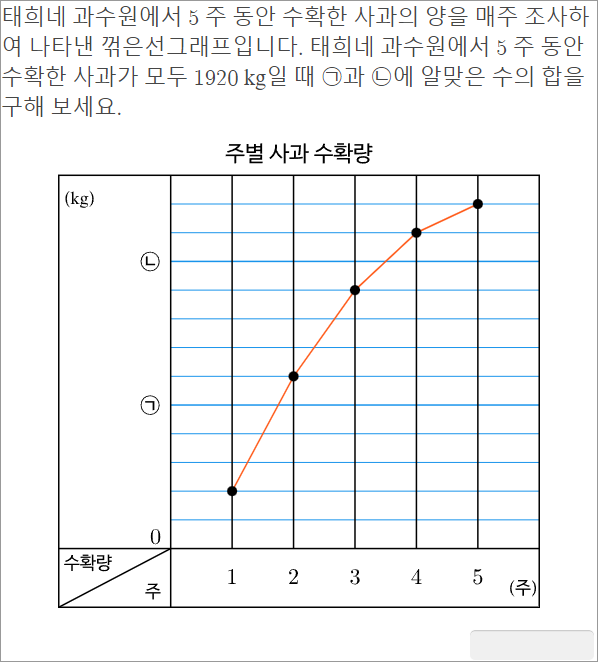 태희네 과수원에서 5 주 동안 수확한 사과의 양을 매주 조사하
여 나타낸 꺾은선그래프입니다. 태희네 과수원에서 5 주 동안
수확한 사과가 모두 1920 kg일 때 ㉠과 ㉡에 알맞은 수의 합을
구해 보세요.
주별 사과 수확량
(kg)
㉡
㉠
0
수확량
주
1 2 3 4 5 (주)